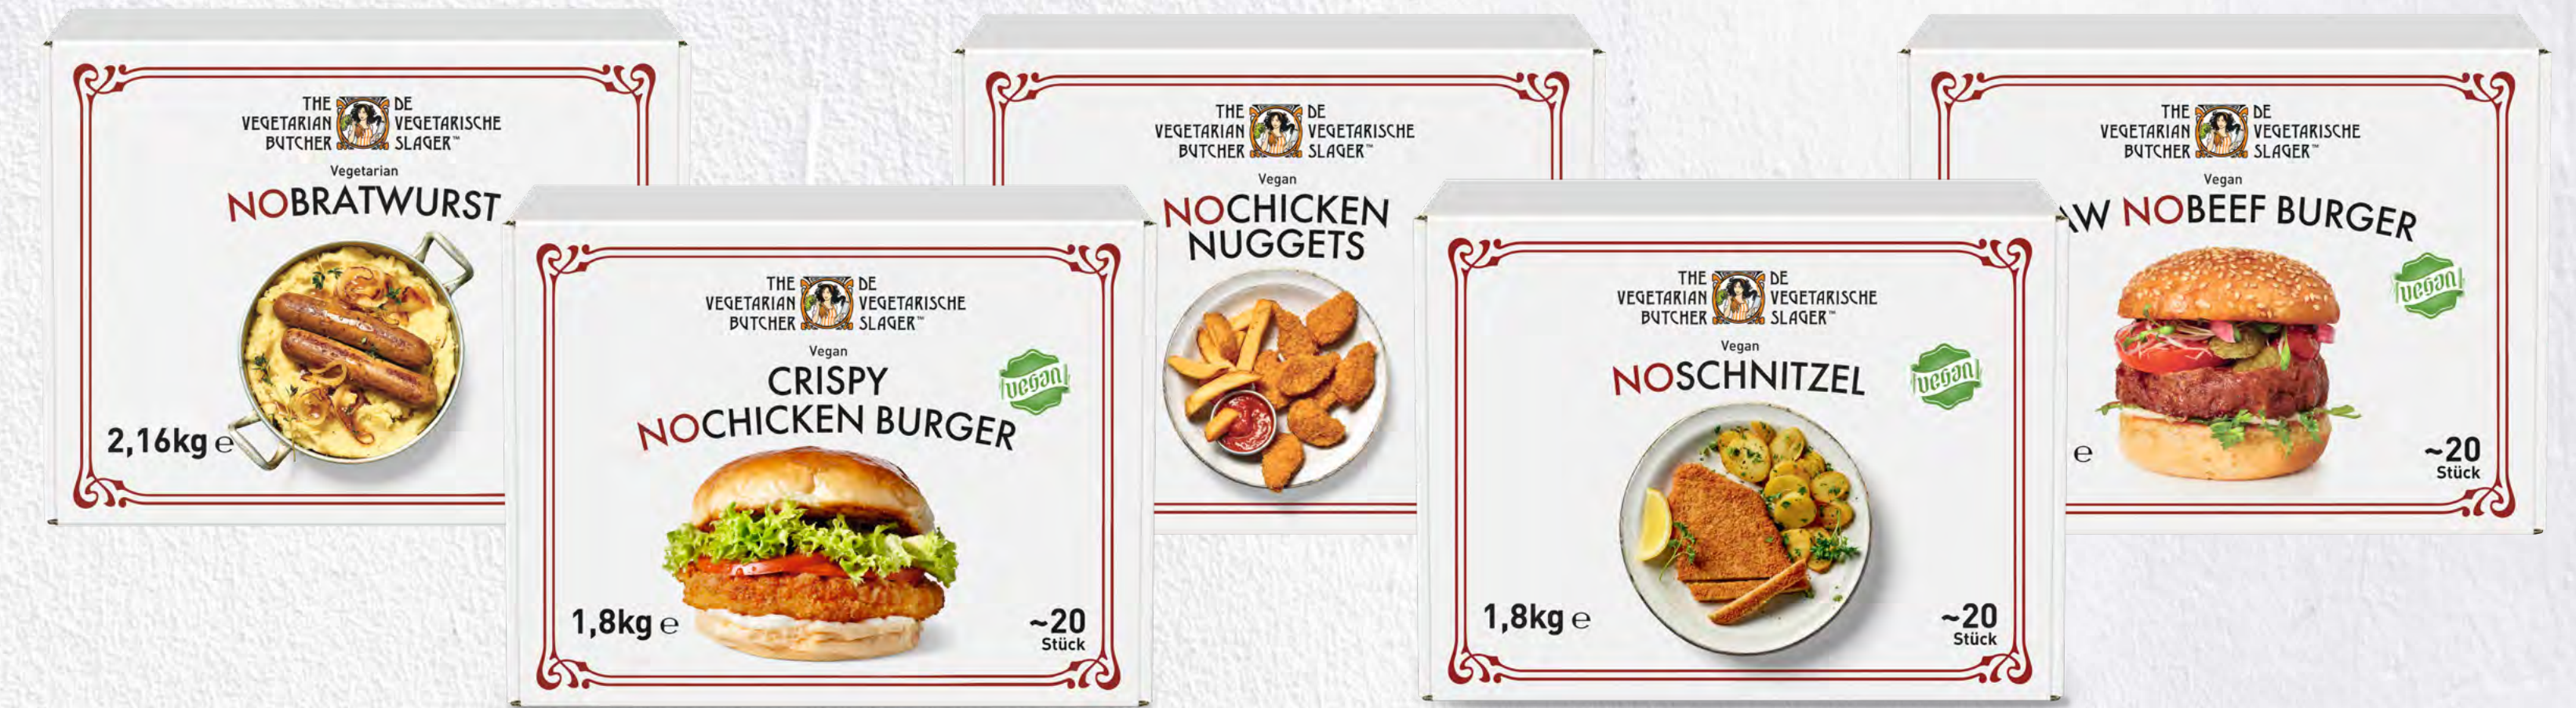 THE VEGETARIAN BUTCHER
DE VEGETARISCHE SLAGER™
Vegetarian
NOBRATWURST
2,16kg e
THE VEGETARIAN BUTCHER
DE VEGETARISCHE SLAGER™
Vegan
CRISPY
NOCHICKEN BURGER
vegan
1,8kg e
~20
Stück
THE VEGETARIAN BUTCHER
DE VEGETARISCHE SLAGER™
Vegan
NOCHICKEN
NUGGETS
THE VEGETARIAN BUTCHER
DE VEGETARISCHE SLAGER™
Vegan
NOSCHNITZEL
vegan
1,8kg e
~20
Stück
THE VEGETARIAN BUTCHER
DE VEGETARISCHE SLAGER™
Vegan
NOBEEF BURGER
vegan
e
~20
Stück